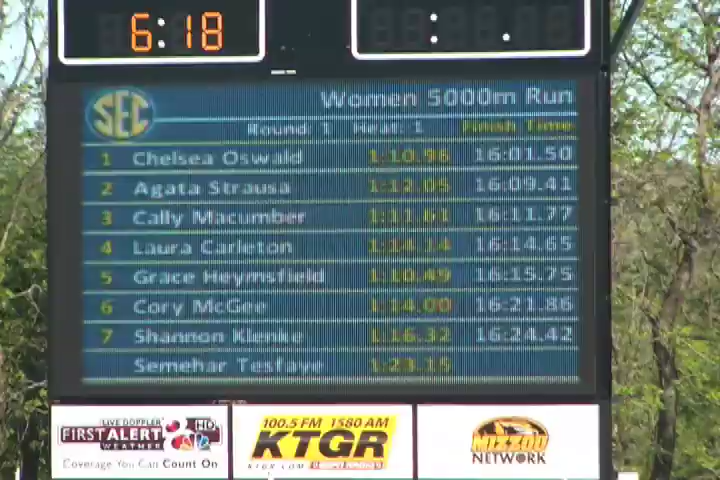 6:18
SEC
Women 5000m Run
Round: 1 Heat: 1 Finish Time
1 Chelsea Oswald 1:10.96 16:01.50
2 Agata Strausa 1:12.05 16:09.41
3 Cally Macumber 1:11.61 16:11.77
4 Laura Carleton 1:14.14 16:14.65
5 Grace Heymsfield 1:10.49 16:15.75
6 Cory McGee 1:14.00 16:21.86
7 Shannon Klenke 1:16.32 16:24.42
Semehar Tesfaye 1:23.15
LIVE DOPPLER
FIRST ALERT HD
WEATHER
Coverage You Can Count On
100.5 FM 1580 AM
KTGR
KTGR.COM ESPN RADIO
MIZZOU
NETWORK